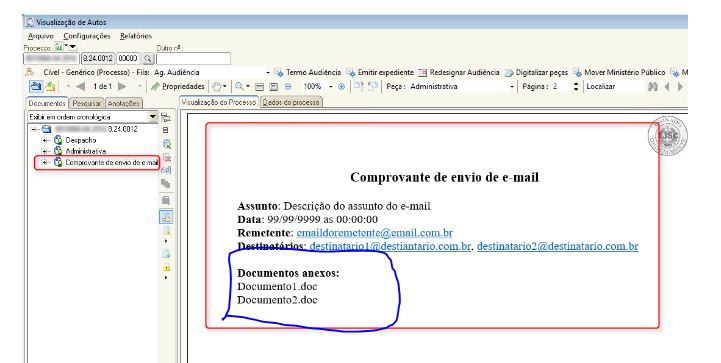 Visualização de Autos
Arquivo Configurações Relatórios
Processo: Outro nº:
8.24.0012 00000
Cível - Genérico (Processo) - Fila: Ag. Audiência Termo Audiência Emitir expediente Redesignar Audiência Digitalizar peças Mover Ministério Público M
1 de 1 Propriedades 100% Peça: Administrativa Página: 2 Localizar
Documentos Pesquisar Anotações Visualização do Processo Dados do processo
Exibir em ordem cronológica
8.24.0012
Despacho
Administrativa
Comprovante de envio de e-mail
TJSC
Comprovante de envio de e-mail
Assunto: Descrição do assunto do e-mail
Data: 99/99/9999 as 00:00:00
Remetente: emaildoremetente@email.com.br
Destinatários: destinatario1@destiantario.com.br, destinatario2@destinatario.com.br
Documentos anexos:
Documento1.doc
Documento2.doc